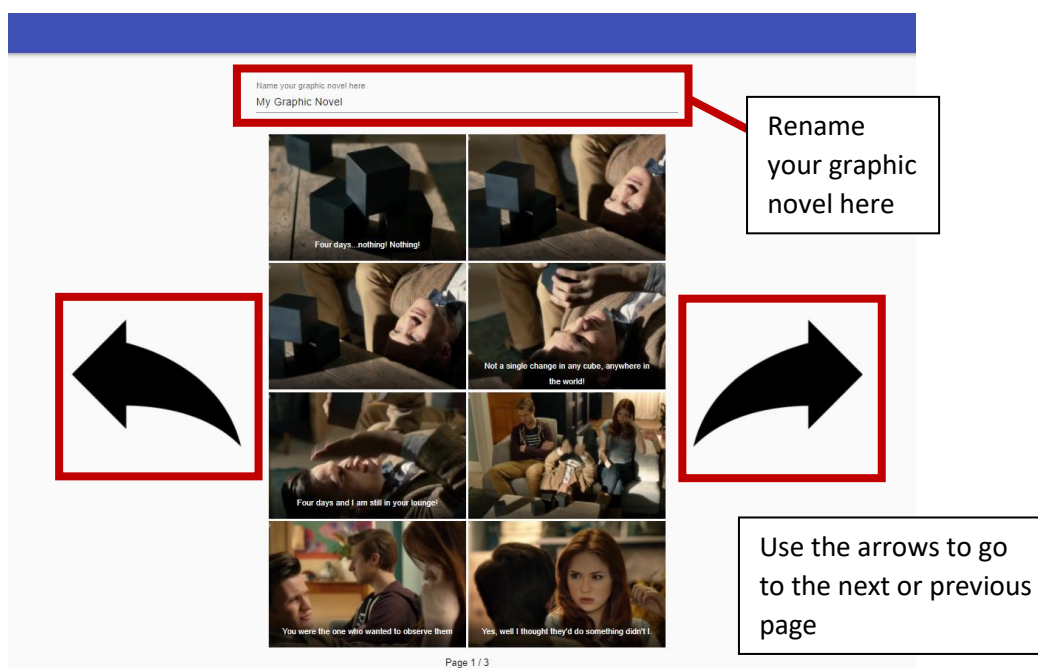 Name your graphic novel here
My Graphic Novel
Rename
your graphic
novel here
Four days...nothing! Nothing!
Not a single change in any cube, anywhere in
the world!
Four days and I am still in your lounge!
You were the one who wanted to observe them
Yes, well I thought they'd do something didn't I.
Use the arrows to go
to the next or previous
page
Page 1 / 3